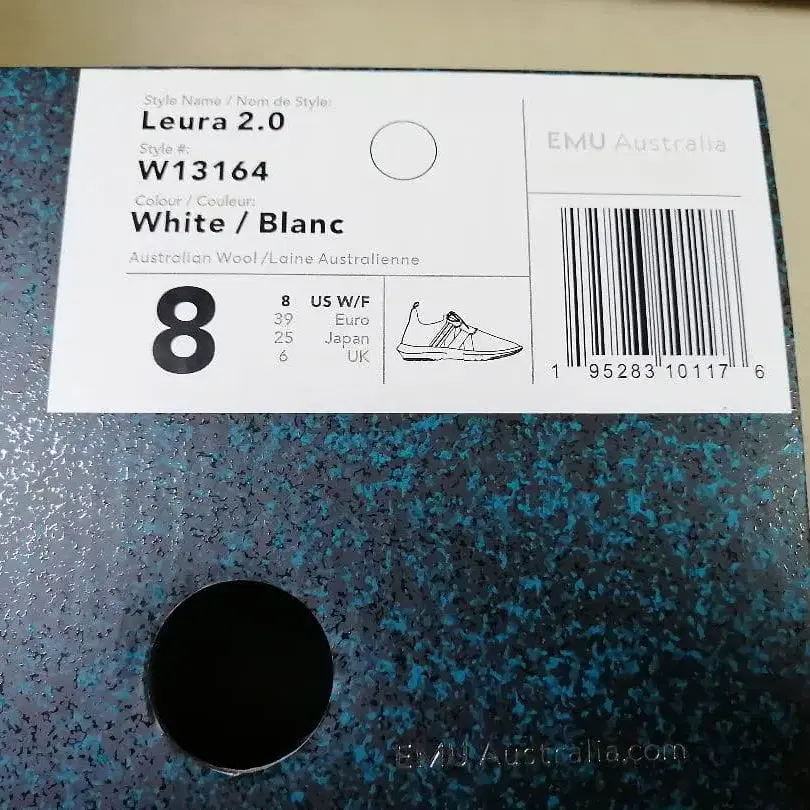 Style Name / Nom de Style:
Leura 2.0
Style #:
W13164
Colour / Couleur:
White / Blanc
Australian Wool /Laine Australienne
EMU Australia
8
8 US W/F
39 Euro
25 Japan
6 UK
1 95283 10117 6
EMU Australia.com